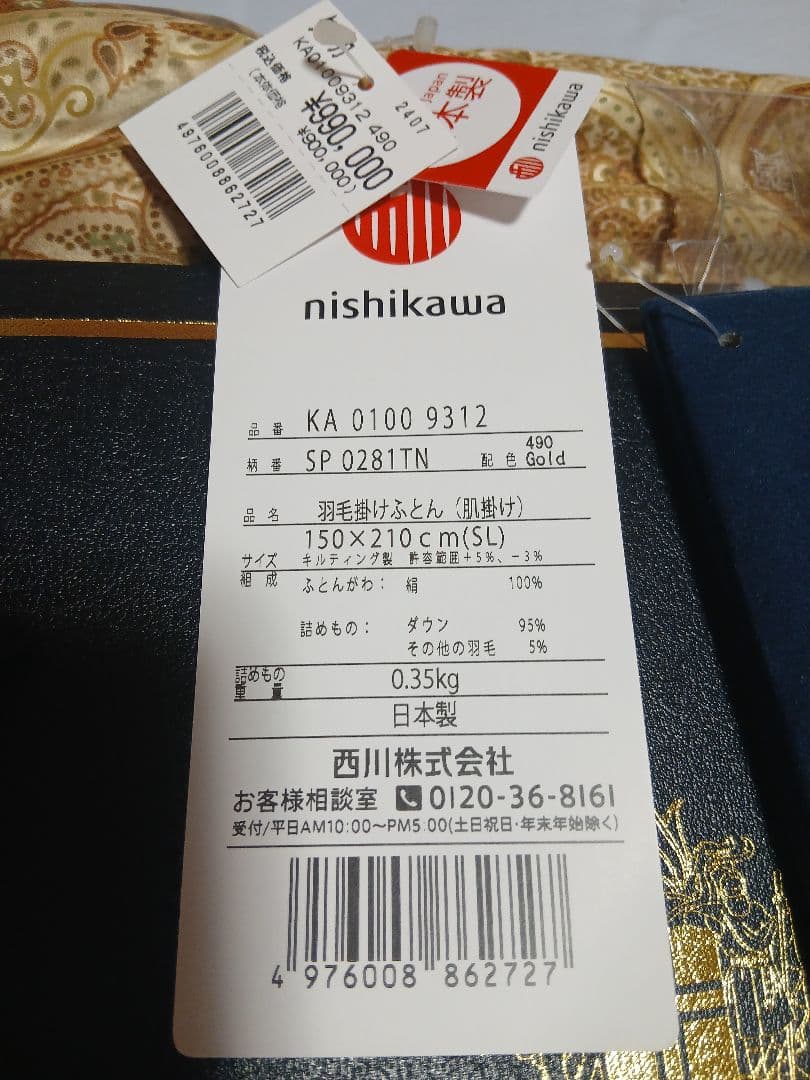 KA01009312 490
2407
税込価格
¥990,000
(本体価格
¥900,000)
4976008862727
Japan
本製
nishikawa
nishikawa
品番 KA 0100 9312
柄番 SP 0281TN 配色 490 Gold
品名 羽毛掛けふとん(肌掛け)
サイズ 150×210cm(SL)
キルティング製 許容範囲+5%、-3%
組成 ふとんがわ: 絹 100%
詰めもの: ダウン 95%
その他の羽毛 5%
詰めもの重量 0.35kg
日本製
西川株式会社
お客様相談室 0120-36-8161
受付/平日AM10:00~PM5:00(土日祝日・年末年始除く)
4 976008 862727